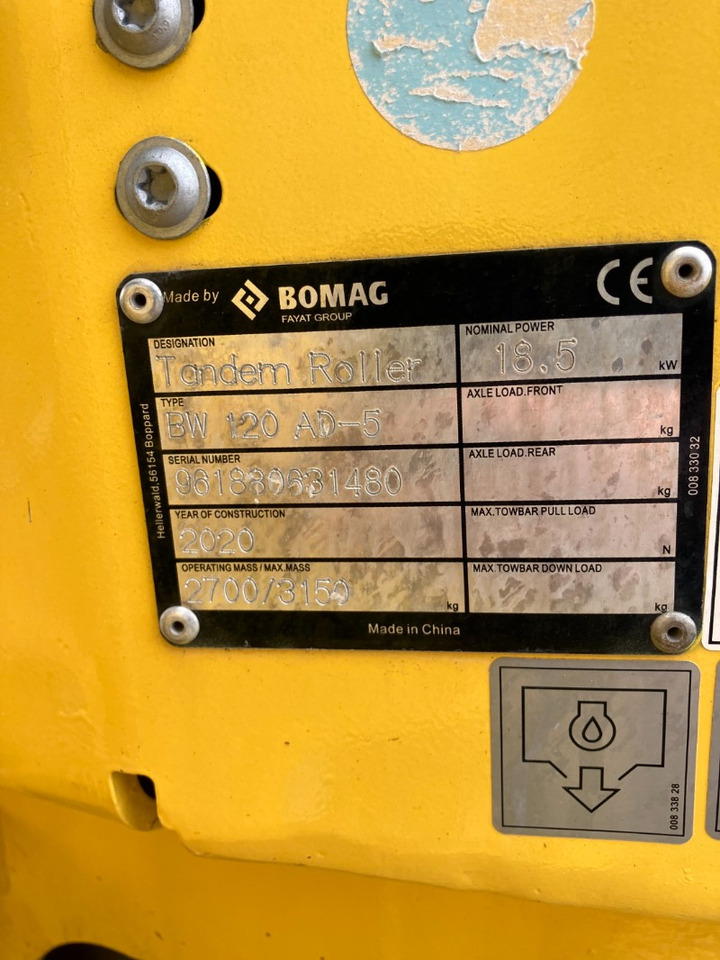 Made by BOMAG
FAYAT GROUP
CE
DESIGNATION
Tandem Roller
NOMINAL POWER
18.5 kW
TYPE
BW 120 AD-5
AXLE LOAD.FRONT
kg
SERIAL NUMBER
961880631480
AXLE LOAD.REAR
kg
YEAR OF CONSTRUCTION
2020
MAX.TOWBAR PULL LOAD
N
OPERATING MASS / MAX.MASS
2700/3150 kg
MAX.TOWBAR DOWN LOAD
kg
Made in China
Hellerwald,56154 Boppard
008 330 32
008 338 28